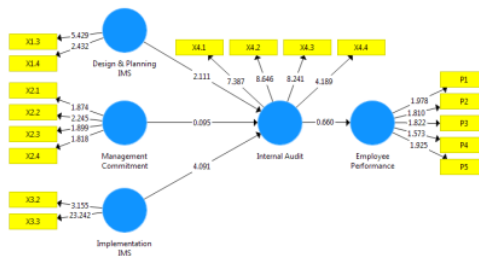 X1.3
5.429
X1.4
2.432
Design & Planning
IMS
2.111
X4.1
X4.2
X4.3
X4.4
7.387
8.646
8.241
4.189
X2.1
X2.2
X2.3
X2.4
1.874
2.265
1.899
1.818
Management
Commitment
0.095
Internal Audit
0.660
Employee
Performance
P1
P2
P3
P4
P5
1.978
1.810
1.822
1.573
1.925
4.091
X3.2
X3.3
3.155
23.242
Implementation
IMS